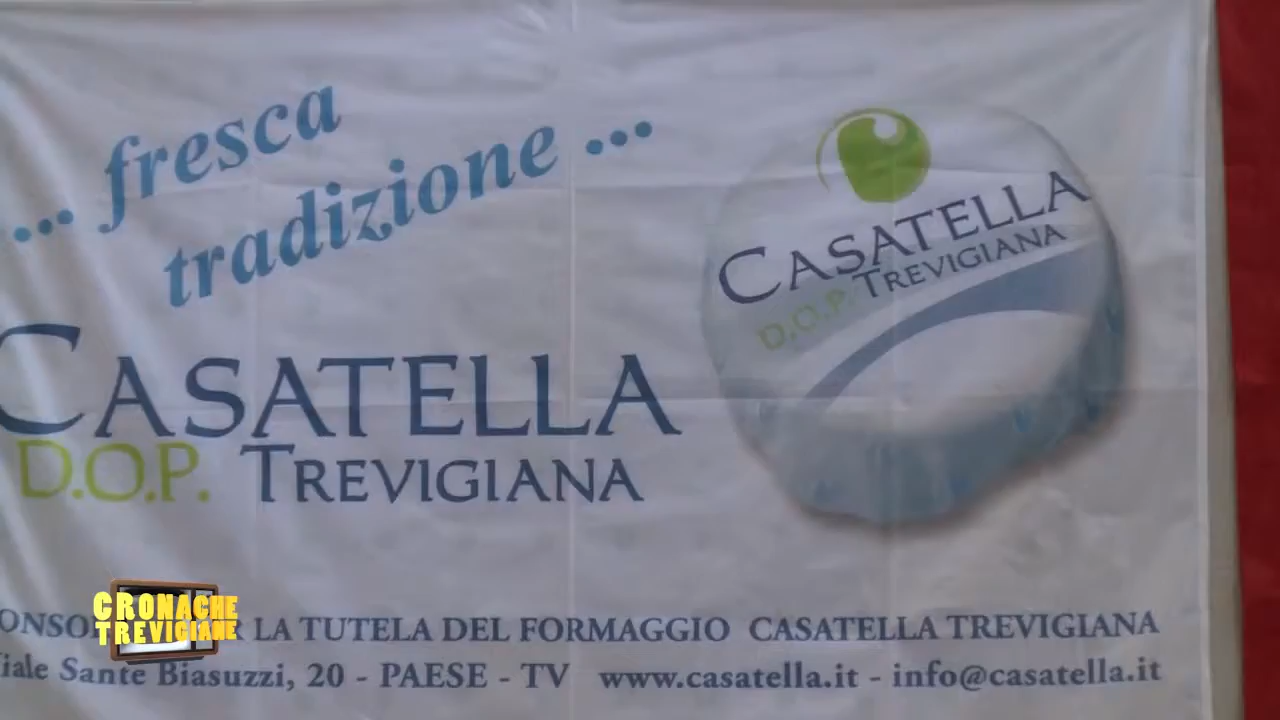 ... fresca
tradizione ...
CASATELLA
D.O.P. TREVIGIANA
CASATELLA
D.O.P. TREVIGIANA
LA TUTELA DEL FORMAGGIO CASATELLA TREVIGIANA
Sante Biasuzzi, 20 - PAESE - TV www.casatella.it - info@casatella.it
CRONACHE
TREVIGIANE